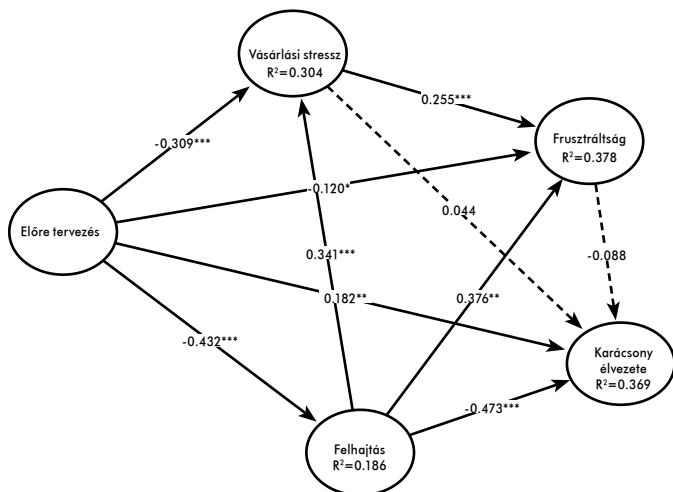 Vásárlási stressz
R²=0.304
0.255***
Frusztráltság
R²=0.378
-0.309***
-0.120*
0.044
Előre tervezés
0.341***
-0.088
0.182**
0.376**
-0.432***
Karácsony
élvezete
R²=0.369
-0.473***
Felhajtás
R²=0.186